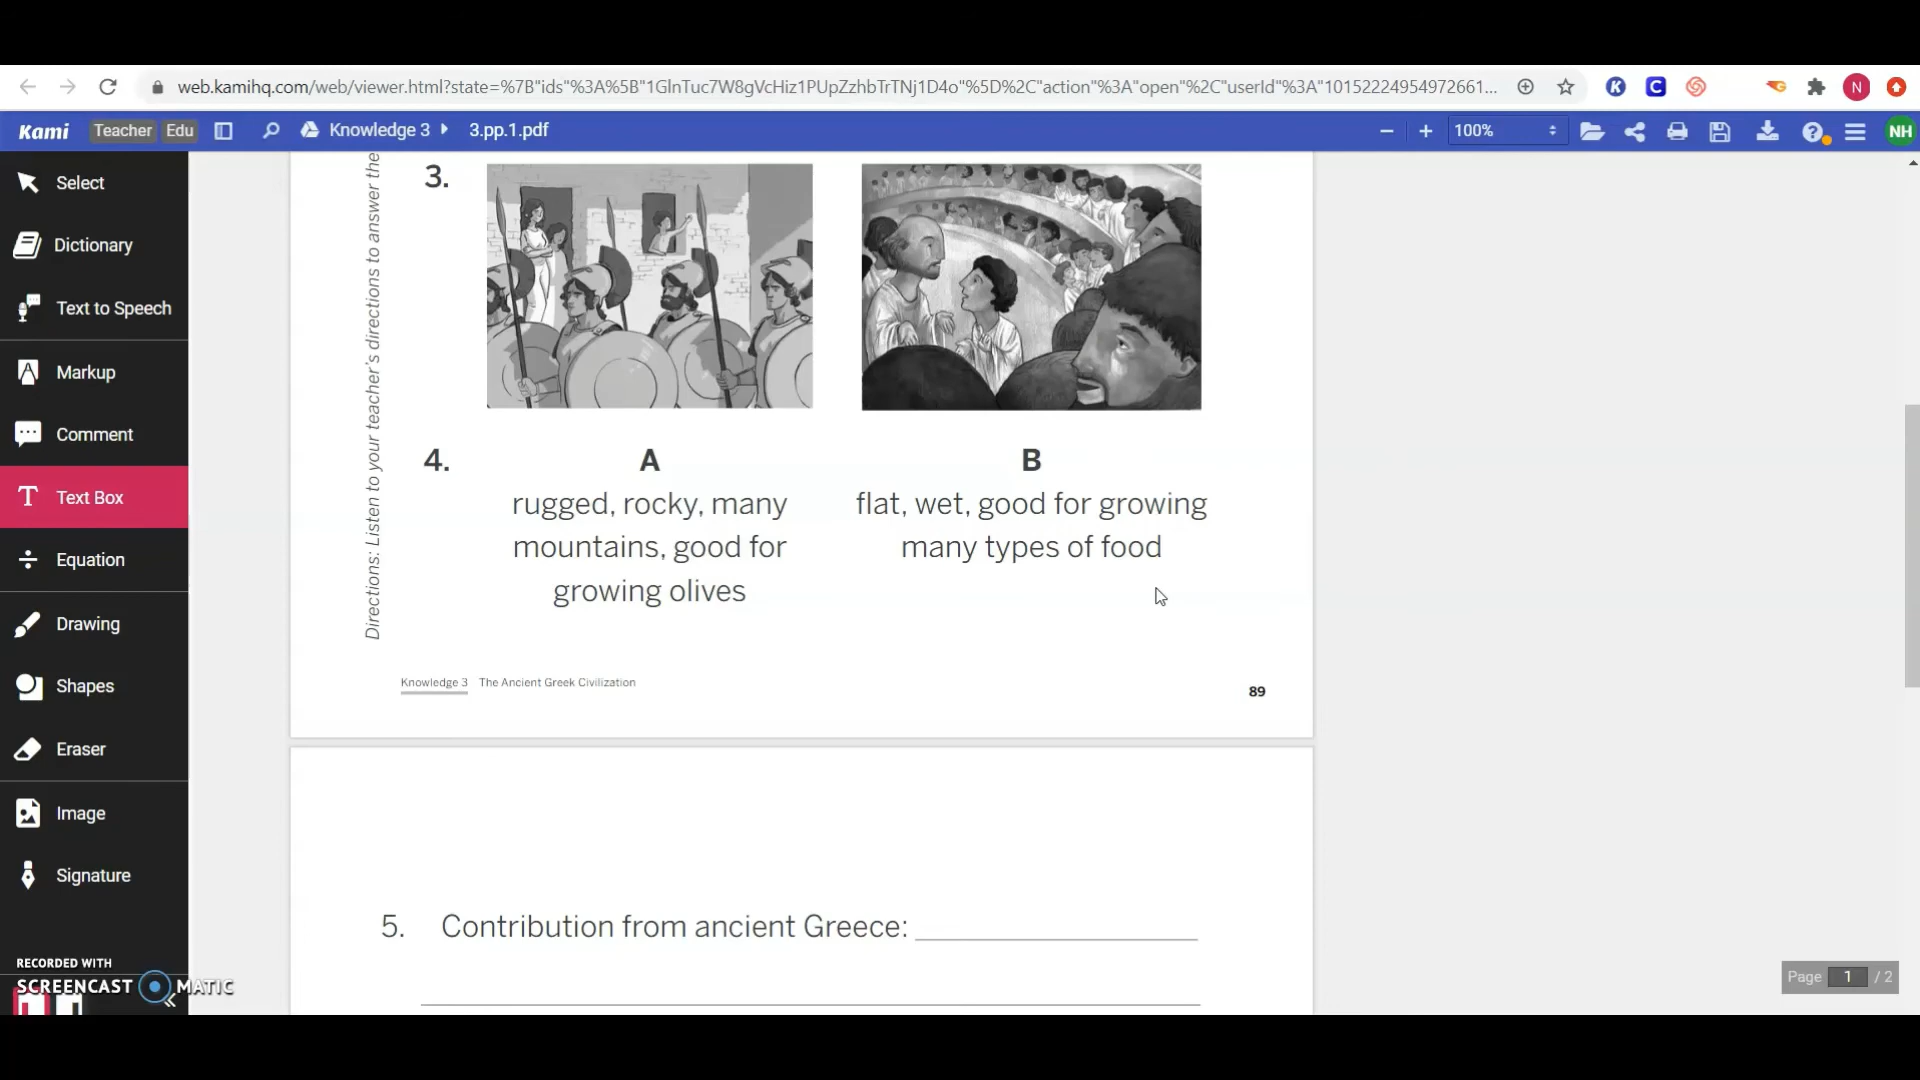 web.kamihq.com/web/viewer.html?state=%7B"ids"%3A%5B"1GlnTuc7W8gVcHiz1PUpZzhbTrTNj1D4o"%5D%2C"action"%3A"open"%2C"userId"%3A"10152224954972661...
K C N
Kami Teacher Edu Knowledge 3 3.pp.1.pdf 100% ? NH
Select
Dictionary
Text to Speech
Markup
Comment
T Text Box
Equation
Drawing
Shapes
Eraser
Image
Signature
RECORDED WITH
SCREENCAST MATIC
Directions: Listen to your teacher's directions to answer the
3.
4. A B
rugged, rocky, many
mountains, good for
growing olives
flat, wet, good for growing
many types of food
Knowledge 3 The Ancient Greek Civilization
89
5. Contribution from ancient Greece:
Page 1 / 2